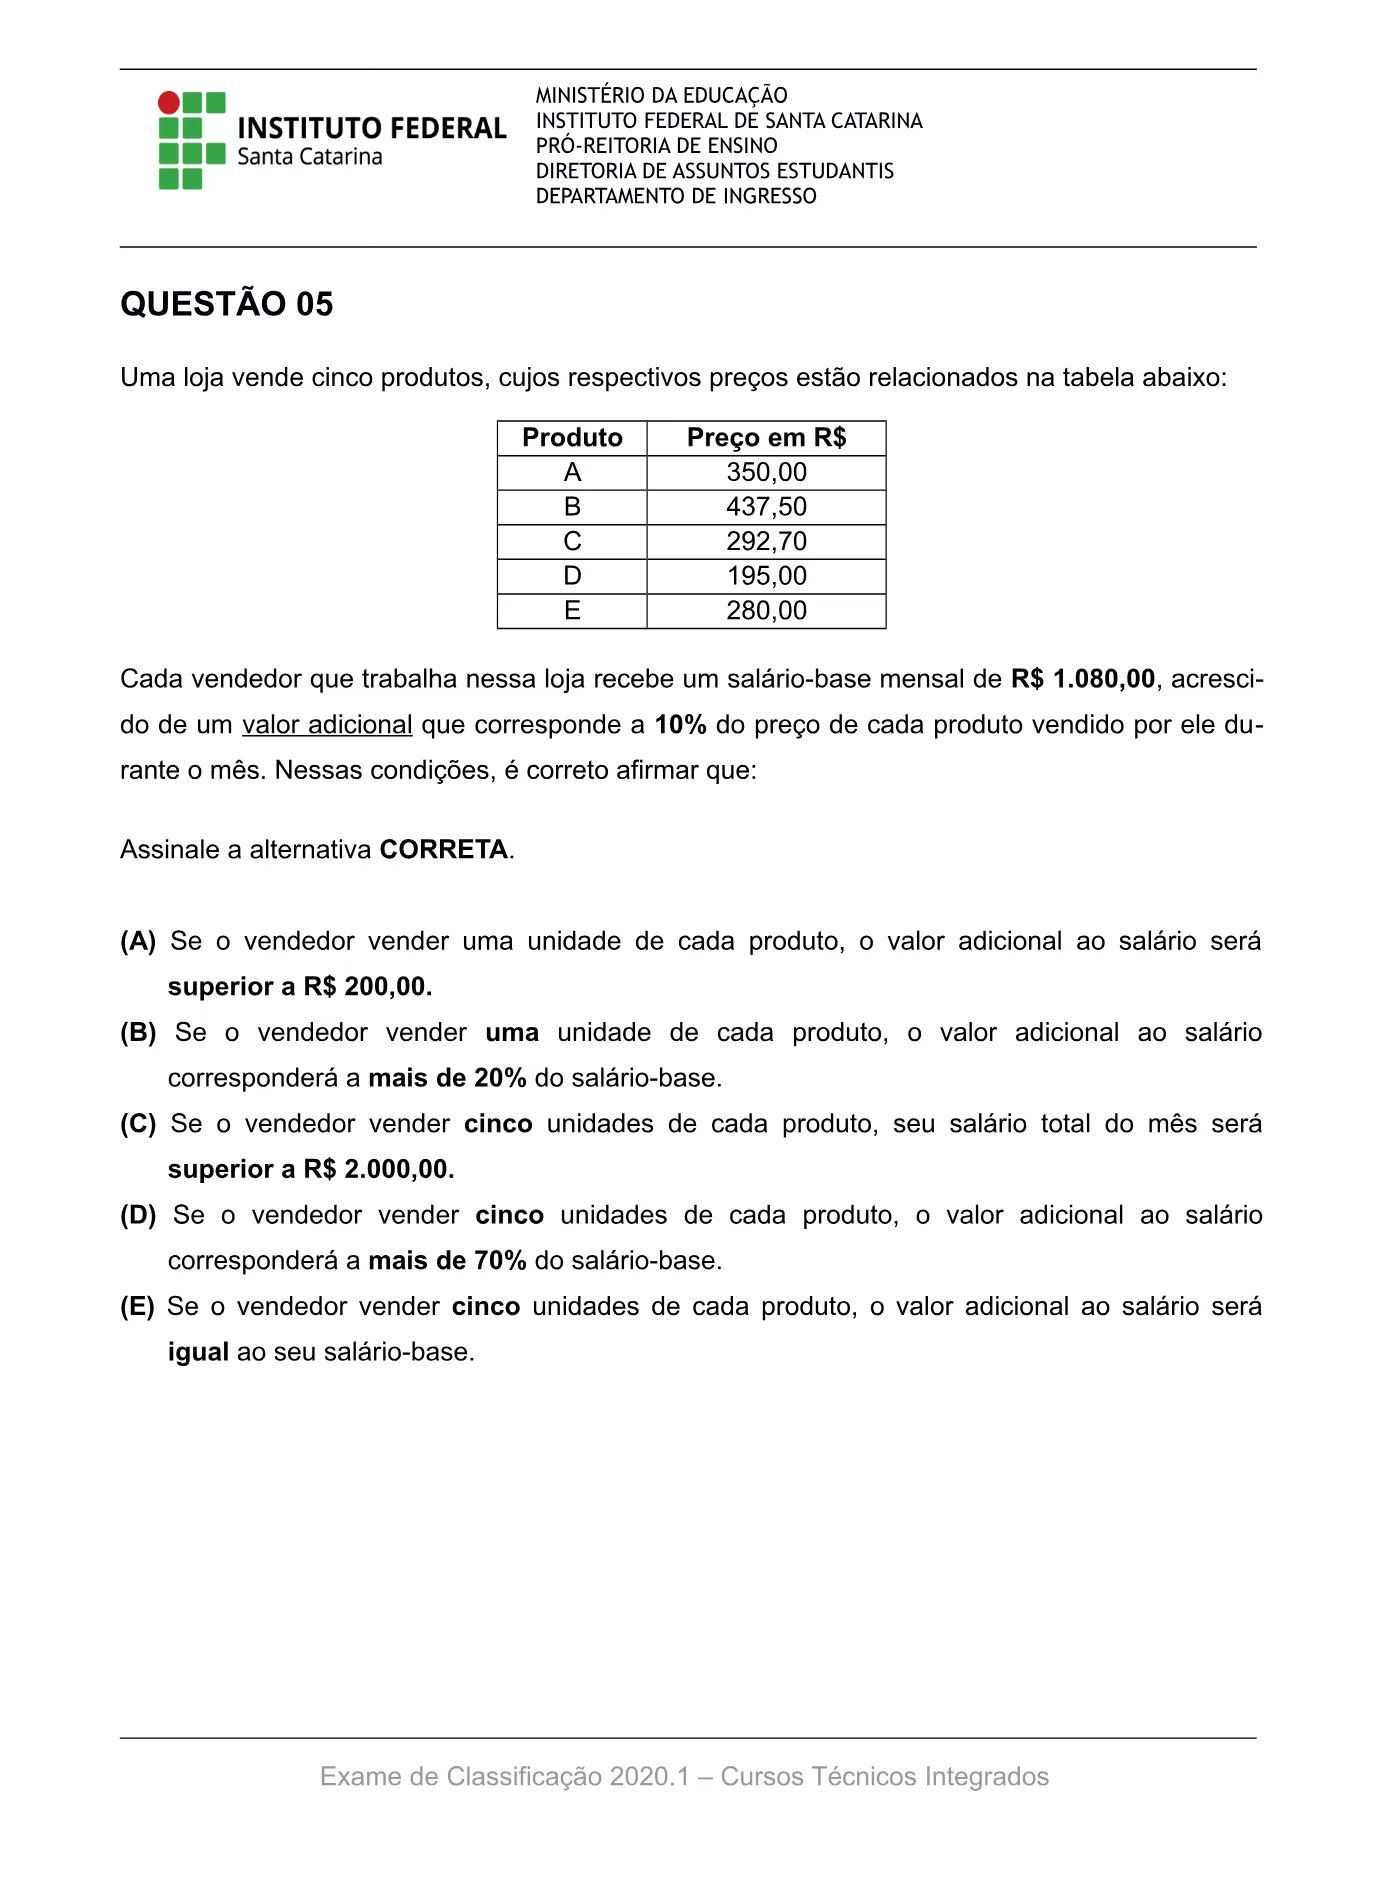 INSTITUTO FEDERAL
Santa Catarina
MINISTÉRIO DA EDUCAÇÃO
INSTITUTO FEDERAL DE SANTA CATARINA
PRÓ-REITORIA DE ENSINO
DIRETORIA DE ASSUNTOS ESTUDANTIS
DEPARTAMENTO DE INGRESSO
QUESTÃO 05
Uma loja vende cinco produtos, cujos respectivos preços estão relacionados na tabela abaixo:
Produto Preço em R$
A 350,00
B 437,50
C 292,70
D 195,00
E 280,00
Cada vendedor que trabalha nessa loja recebe um salário-base mensal de R$ 1.080,00, acresci-
do de um valor adicional que corresponde a 10% do preço de cada produto vendido por ele du-
rante o mês. Nessas condições, é correto afirmar que:
Assinale a alternativa CORRETA.
(A) Se o vendedor vender uma unidade de cada produto, o valor adicional ao salário será
superior a R$ 200,00.
(B) Se o vendedor vender uma unidade de cada produto, o valor adicional ao salário
corresponderá a mais de 20% do salário-base.
(C) Se o vendedor vender cinco unidades de cada produto, seu salário total do mês será
superior a R$ 2.000,00.
(D) Se o vendedor vender cinco unidades de cada produto, o valor adicional ao salário
corresponderá a mais de 70% do salário-base.
(E) Se o vendedor vender cinco unidades de cada produto, o valor adicional ao salário será
igual ao seu salário-base.
Exame de Classificação 2020.1 – Cursos Técnicos Integrados